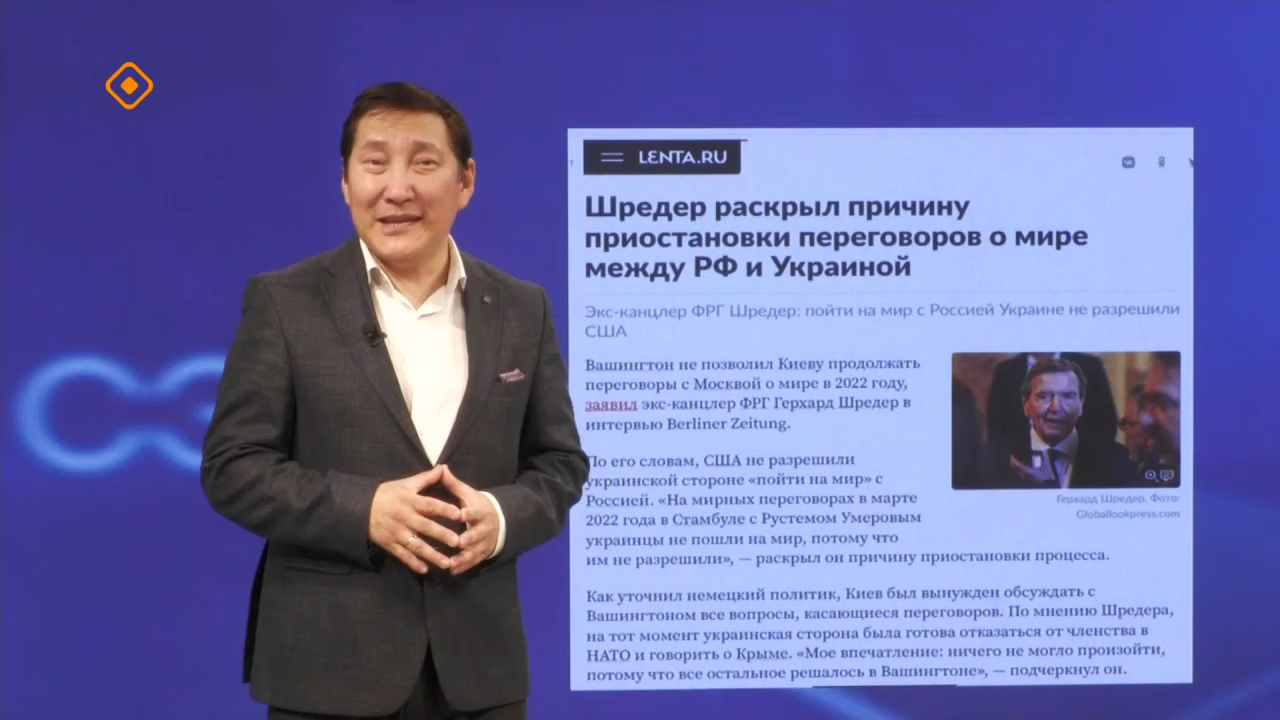 LENTA.RU
Шредер раскрыл причину
приостановки переговоров о мире
между РФ и Украиной
Экс-канцлер ФРГ Шредер: пойти на мир с Россией Украине не разрешили
США
Вашингтон не позволил Киеву продолжать
переговоры с Москвой о мире в 2022 году,
заявил экс-канцлер ФРГ Герхард Шредер в
интервью Berliner Zeitung.
По его словам, США не разрешили
украинской стороне «пойти на мир» с
Россией. «На мирных переговорах в марте
2022 года в Стамбуле с Рустемом Умеровым
украинцы не пошли на мир, потому что
им не разрешили», — раскрыл он причину приостановки процесса.
Герхард Шредер. Фото:
Globallookpress.com
Как уточнил немецкий политик, Киев был вынужден обсуждать с
Вашингтоном все вопросы, касающиеся переговоров. По мнению Шредера,
на тот момент украинская сторона была готова отказаться от членства в
НАТО и говорить о Крыме. «Мое впечатление: ничего не могло произойти,
потому что все остальное решалось в Вашингтоне», — подчеркнул он.